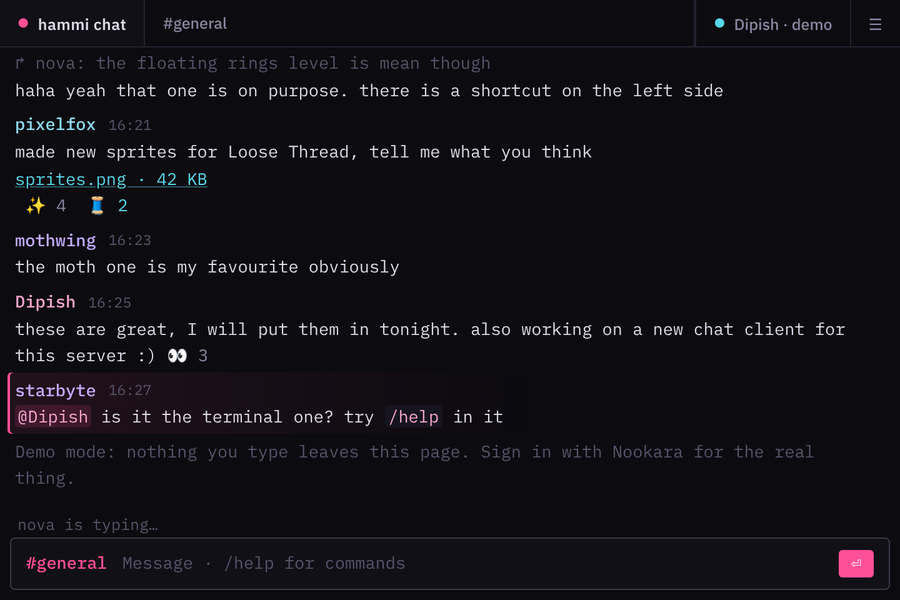 hammi chat
#general
Dipish · demo
☰
↱ nova: the floating rings level is mean though
haha yeah that one is on purpose. there is a shortcut on the left side
pixelfox 16:21
made new sprites for Loose Thread, tell me what you think
sprites.png · 42 KB
✨ 4 🧵 2
mothwing 16:23
the moth one is my favourite obviously
Dipish 16:25
these are great, I will put them in tonight. also working on a new chat client for
this server :) 👀 3
starbyte 16:27
@Dipish is it the terminal one? try /help in it
Demo mode: nothing you type leaves this page. Sign in with Nookara for the real
thing.
nova is typing…
#general Message · /help for commands
⏎